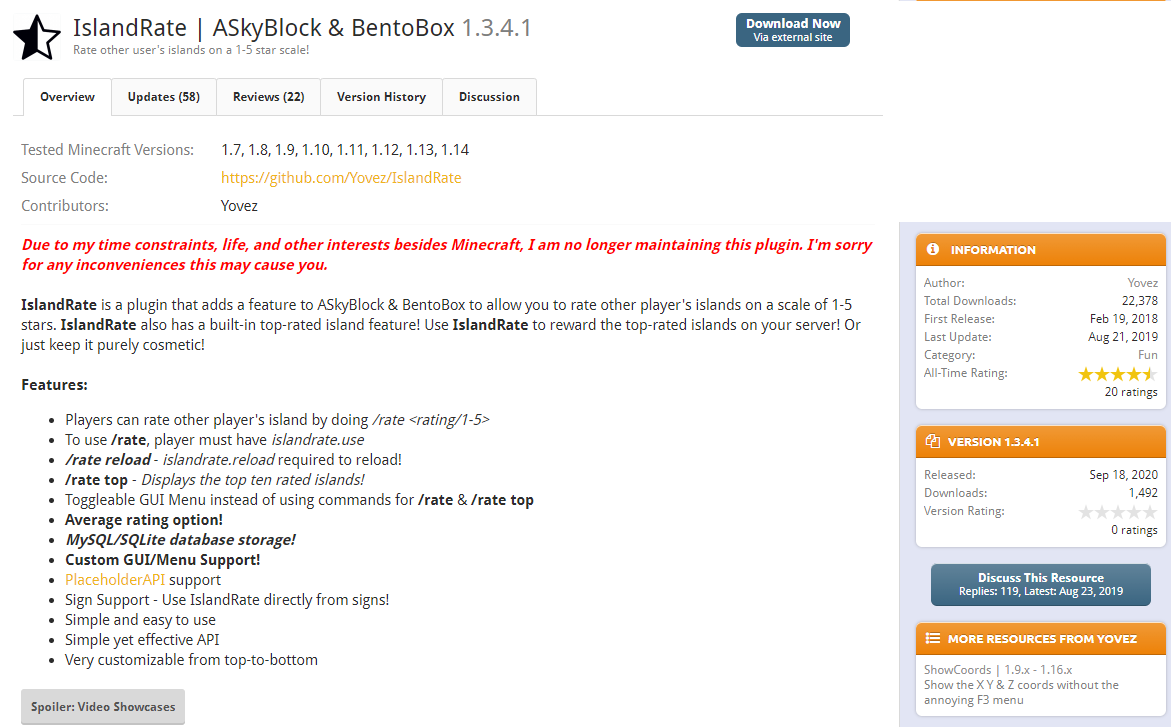 IslandRate | ASkyBlock & BentoBox 1.3.4.1
Rate other user's islands on a 1-5 star scale!
Download Now
Via external site
Overview
Updates (58)
Reviews (22)
Version History
Discussion
Tested Minecraft Versions: 1.7, 1.8, 1.9, 1.10, 1.11, 1.12, 1.13, 1.14
Source Code: https://github.com/Yovez/IslandRate
Contributors: Yovez
Due to my time constraints, life, and other interests besides Minecraft, I am no longer maintaining this plugin. I'm sorry
for any inconveniences this may cause you.
IslandRate is a plugin that adds a feature to ASkyBlock & BentoBox to allow you to rate other player's islands on a scale of 1-5
stars. IslandRate also has a built-in top-rated island feature! Use IslandRate to reward the top-rated islands on your server! Or
just keep it purely cosmetic!
Features:
• Players can rate other player's island by doing /rate <rating/1-5>
• To use /rate, player must have islandrate.use
• /rate reload - islandrate.reload required to reload!
• /rate top - Displays the top ten rated islands!
• Toggleable GUI Menu instead of using commands for /rate & /rate top
• Average rating option!
• MySQL/SQLite database storage!
• Custom GUI/Menu Support!
• PlaceholderAPI support
• Sign Support - Use IslandRate directly from signs!
• Simple and easy to use
• Simple yet effective API
• Very customizable from top-to-bottom
Spoiler: Video Showcases
INFORMATION
Author: Yovez
Total Downloads: 22,378
First Release: Feb 19, 2018
Last Update: Aug 21, 2019
Category: Fun
All-Time Rating:
20 ratings
VERSION 1.3.4.1
Released: Sep 18, 2020
Downloads: 1,492
Version Rating:
0 ratings
Discuss This Resource
Replies: 119, Latest: Aug 23, 2019
MORE RESOURCES FROM YOVEZ
ShowCoords | 1.9.x - 1.16.x
Show the X Y & Z coords without the
annoying F3 menu